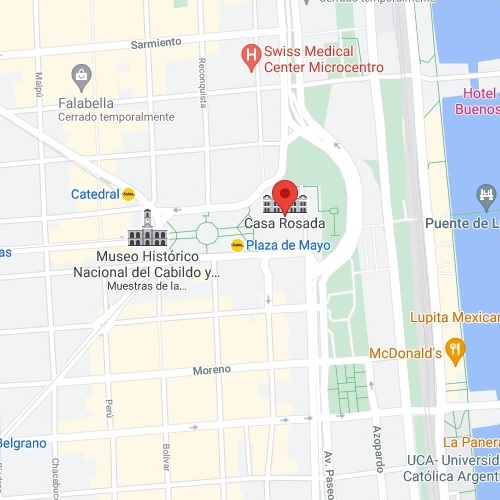 Cerrado temporalmente
Sarmiento
Swiss Medical
Center Microcentro
Maipú
Reconquista
Falabella
Cerrado temporalmente
Hotel
Buenos
Catedral
Casa Rosada
Puente de L
Plaza de Mayo
as
Museo Histórico
Nacional del Cabildo y...
Muestras de la...
Lupita Mexican
McDonald's
Moreno
Perú
Belgrano
Bolívar
Chacabuco
Av. Paseo
Azopardo
La Panera
UCA- Universid
Católica Argent